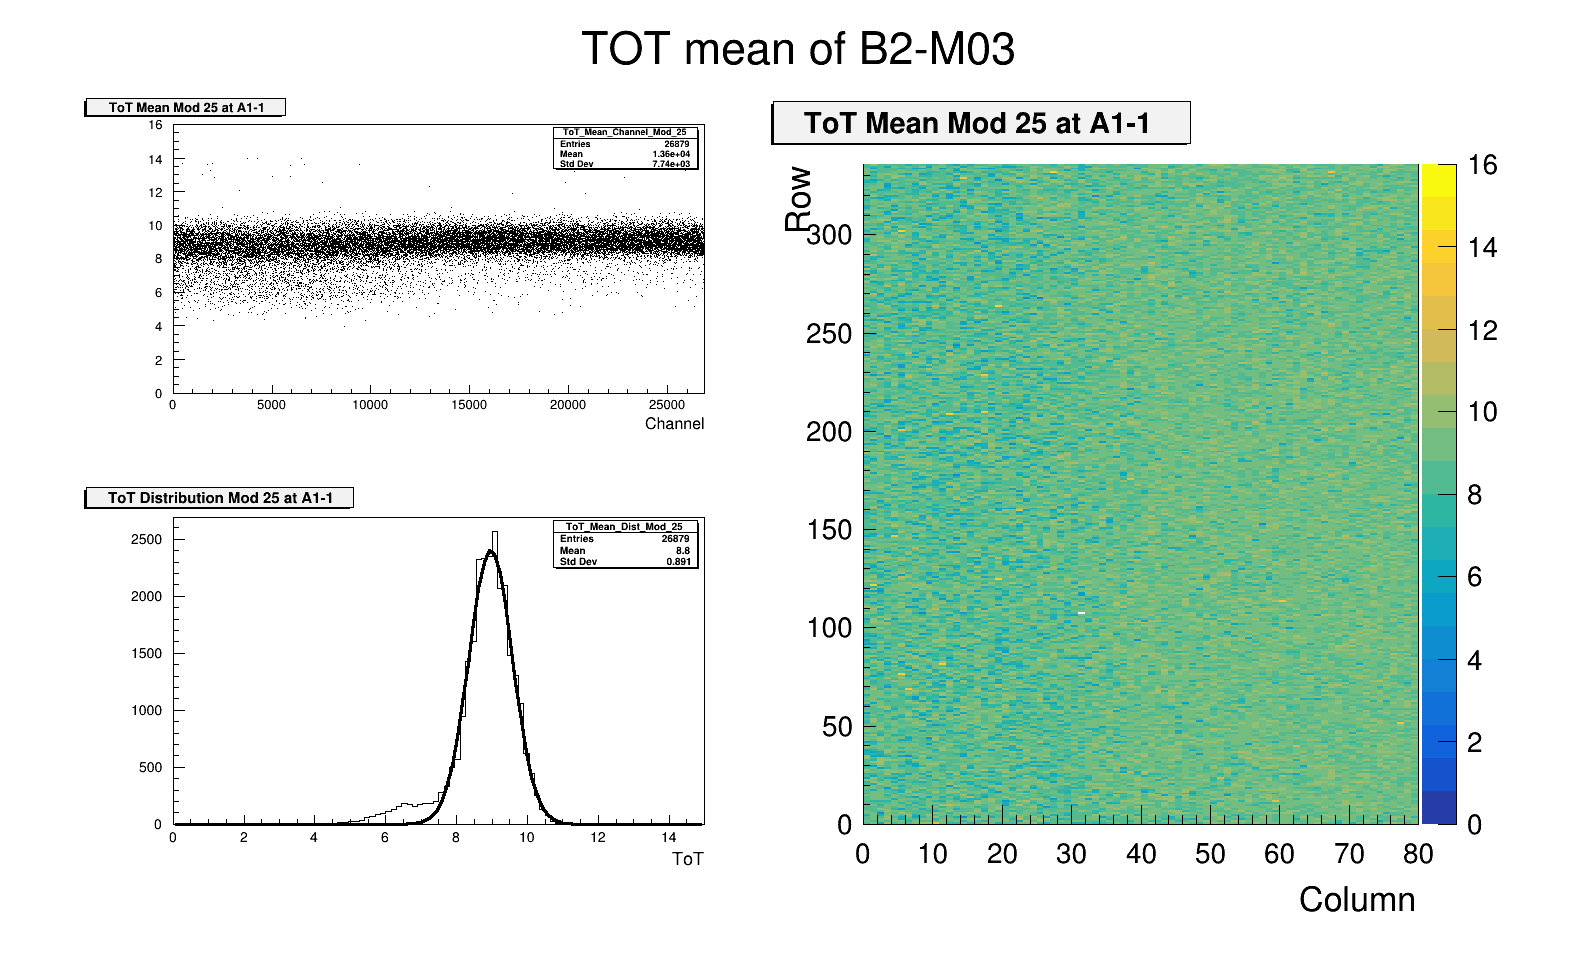 TOT mean of B2-M03
ToT Mean Mod 25 at A1-1
ToT_Mean_Channel_Mod_25
Entries 26879
Mean 1.36e+04
Std Dev 7.74e+03
16
14
12
10
8
6
4
2
0
0 5000 10000 15000 20000 25000
Channel
ToT Distribution Mod 25 at A1-1
ToT_Mean_Dist_Mod_25
Entries 26879
Mean 8.8
Std Dev 0.891
2500
2000
1500
1000
500
0
0 2 4 6 8 10 12 14
ToT
ToT Mean Mod 25 at A1-1
Row
300
250
200
150
100
50
0
0 10 20 30 40 50 60 70 80
Column
16
14
12
10
8
6
4
2
0